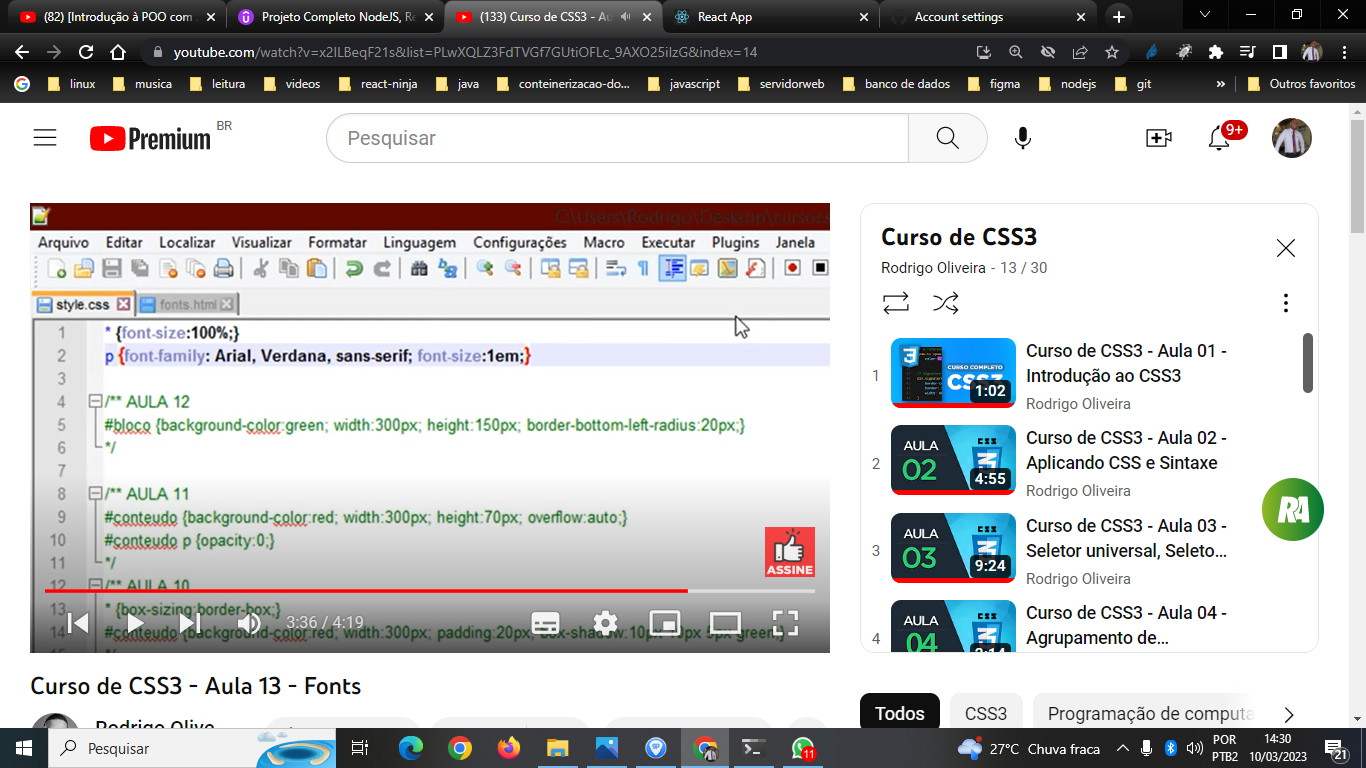 (82) [Introdução à POO com
Projeto Completo NodeJS, Re
(133) Curso de CSS3 - Au
React App
Account settings
youtube.com/watch?v=x2ILBeqF21s&list=PLwXQLZ3FdTVGf7GUtiOFLc_9AXO25ilzG&index=14
linux
musica
leitura
videos
react-ninja
java
conteinerizacao-do...
javascript
servidorweb
banco de dados
figma
nodejs
git
»
Outros favoritos
Premium
BR
Pesquisar
9+
C:\Users\Rodrigo\Desktop\cursocs
Arquivo Editar Localizar Visualizar Formatar Linguagem Configurações Macro Executar Plugins Janela
style.css
fonts.html
1 * {font-size:100%;}
2 p {font-family: Arial, Verdana, sans-serif; font-size:1em;}
3
4 /** AULA 12
5 #bloco {background-color:green; width:300px; height:150px; border-bottom-left-radius:20px;}
6 */
7
8 /** AULA 11
9 #conteudo {background-color:red; width:300px; height:70px; overflow:auto;}
10 #conteudo p {opacity:0;}
11 */
12 /** AULA 10
13 * {box-sizing:border-box;}
14 #conteudo {background-color:red; width:300px; padding:20px; box-shadow:10px 10px 5px green;}
ASSINE
3:36 / 4:19
Curso de CSS3 - Aula 13 - Fonts
Curso de CSS3
Rodrigo Oliveira - 13 / 30
1
3
CURSO COMPLETO
CSS3
1:02
Curso de CSS3 - Aula 01 -
Introdução ao CSS3
Rodrigo Oliveira
2
AULA
02
CSS
4:55
Curso de CSS3 - Aula 02 -
Aplicando CSS e Sintaxe
Rodrigo Oliveira
3
AULA
03
CSS
9:24
Curso de CSS3 - Aula 03 -
Seletor universal, Seleto...
Rodrigo Oliveira
4
AULA
04
CSS
Curso de CSS3 - Aula 04 -
Agrupamento de...
RA
Todos
CSS3
Programação de computa
Pesquisar
11
27°C Chuva fraca
POR
PTB2
14:30
10/03/2023
21